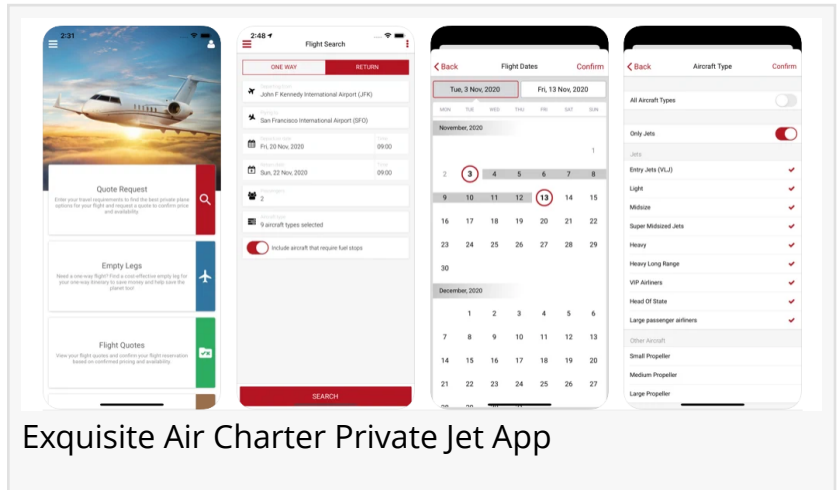 2:31
Quote Request
Enter your travel requirements to find the best private plane
options for your flight and request a quote to confirm price
and availability.
Empty Legs
Need a one-way flight? Find a cost-effective empty leg for
your one-way itinerary to save money and help save the
planet too!
Flight Quotes
View your flight quotes and confirm your flight reservation
based on confirmed pricing and availability.
2:48
Flight Search
ONE WAY
RETURN
John F Kennedy International Airport (JFK)
San Francisco International Airport (SFO)
Fri, 20 Nov, 2020
09:00
Sun, 22 Nov, 2020
09:00
2
9 aircraft types selected
Include aircraft that require fuel stops
SEARCH
Back
Flight Dates
Confirm
Tue, 3 Nov, 2020
Fri, 13 Nov, 2020
MON TUE WED THU FRI SAT SUN
November, 2020
1
2 3 4 5 6 7 8
9 10 11 12 13 14 15
16 17 18 19 20 21 22
23 24 25 26 27 28 29
30
December, 2020
1 2 3 4 5 6
7 8 9 10 11 12 13
14 15 16 17 18 19 20
21 22 23 24 25 26 27
Back
Aircraft Type
Confirm
All Aircraft Types
Only Jets
Jets
Entry Jets (VLJ)
Light
Midsize
Super Midsized Jets
Heavy
Heavy Long Range
VIP Airliners
Head Of State
Large passenger airliners
Other Aircraft
Small Propeller
Medium Propeller
Large Propeller
Exquisite Air Charter Private Jet App